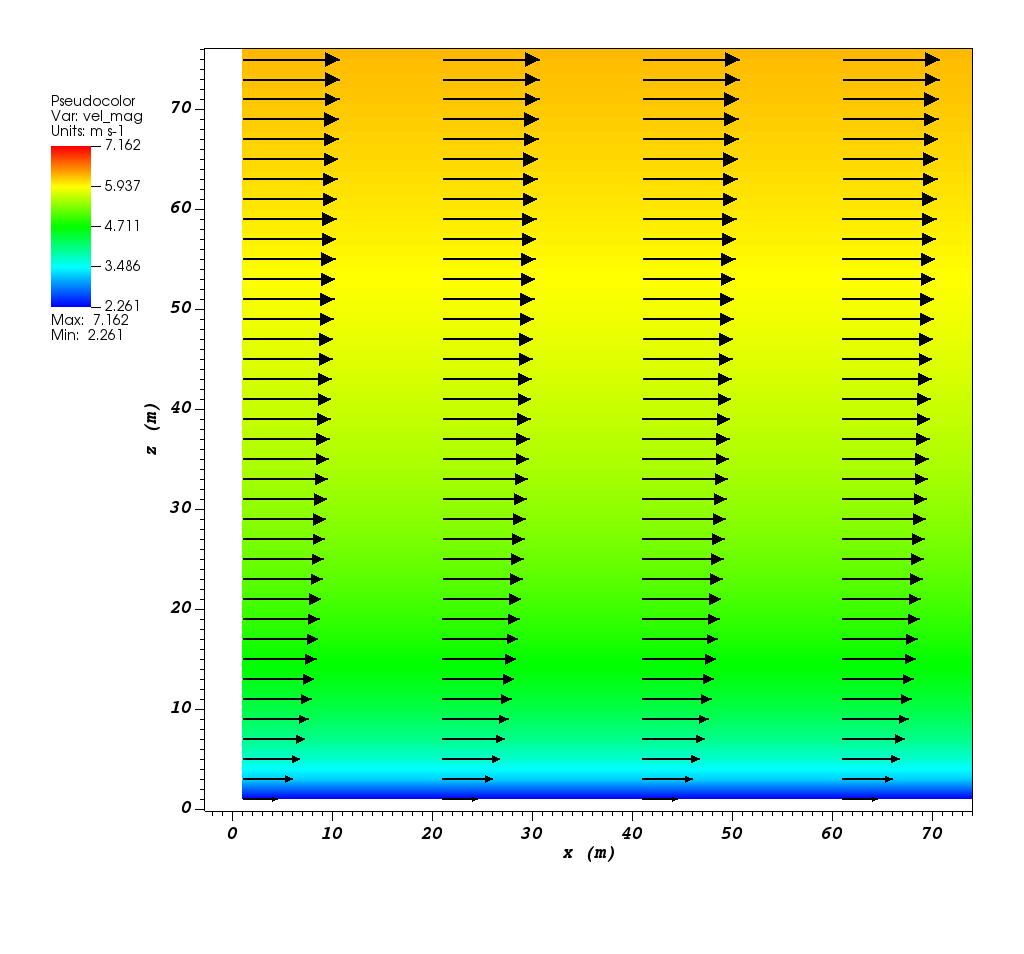 Pseudocolor
Var: vel_mag
Units: m s-1
7.162
5.937
4.711
3.486
2.261
Max: 7.162
Min: 2.261
70
60
50
40
30
20
10
0
z (m)
0 10 20 30 40 50 60 70
x (m)